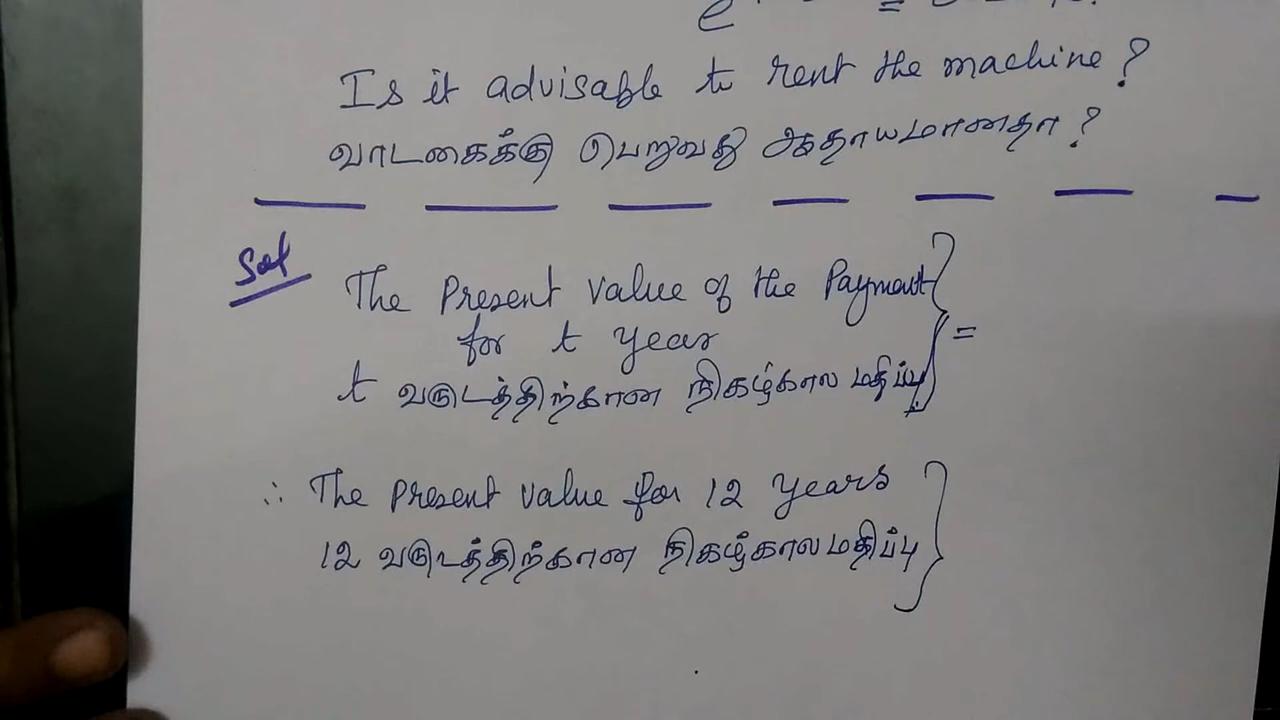 e =
Is it advisable to rent the machine?
வாடகைக்கு பெறுவது ஆதாயமானதா?
Sol
The Present value of the Payment
for t year
=
t வருடத்திற்கான நிகழ்கால மதிப்பு
∴ The present value for 12 years
12 வருடத்திற்கான நிகழ்கால மதிப்பு